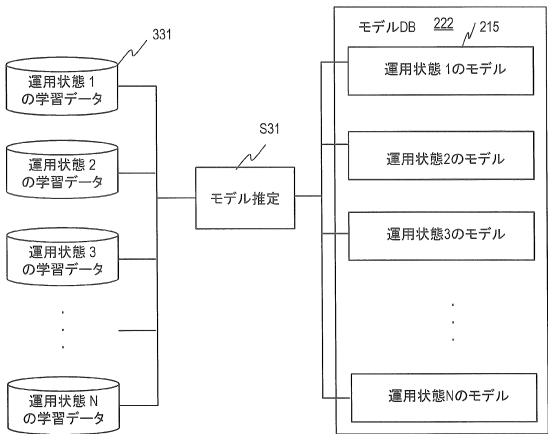 331
運用状態1
の学習データ
運用状態2
の学習データ
運用状態3
の学習データ
・
・
・
運用状態N
の学習データ
S31
モデル推定
モデルDB 222 215
運用状態1のモデル
運用状態2のモデル
運用状態3のモデル
・
・
・
運用状態Nのモデル